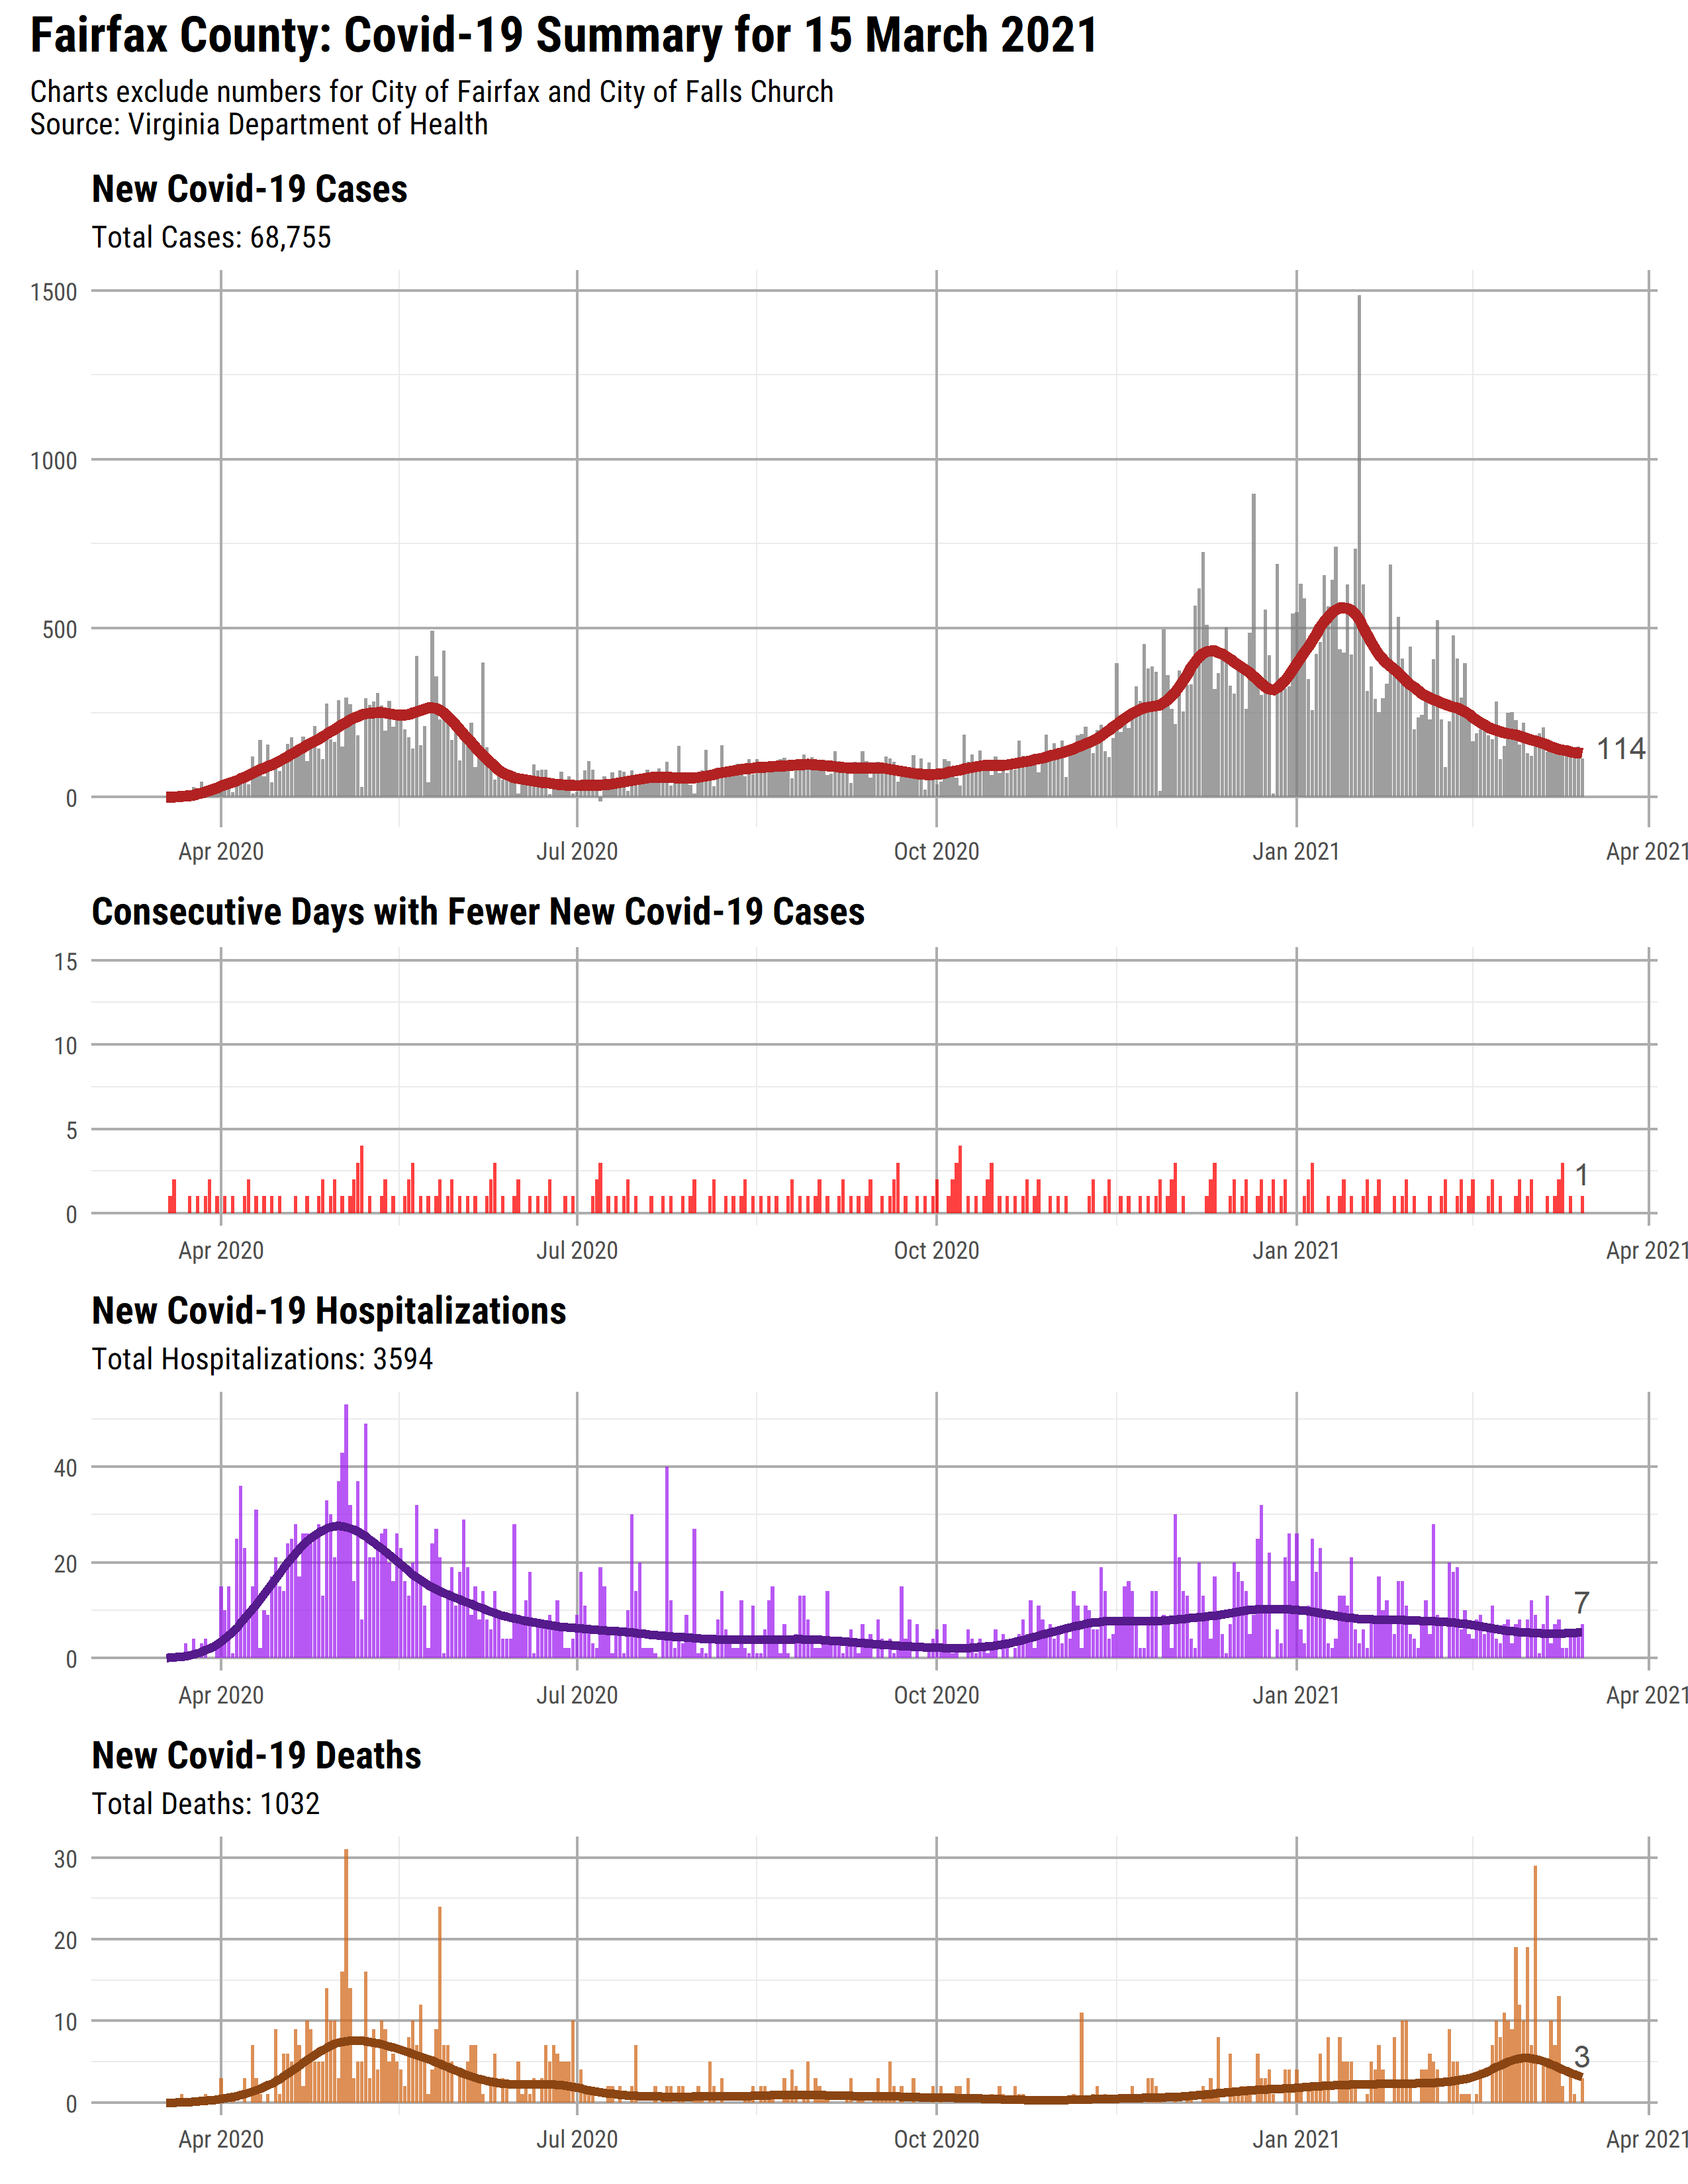 Fairfax County: Covid-19 Summary for 15 March 2021
Charts exclude numbers for City of Fairfax and City of Falls Church
Source: Virginia Department of Health
New Covid-19 Cases
Total Cases: 68,755
1500
1000
500
114
0
Apr 2020 Jul 2020 Oct 2020 Jan 2021 Apr 2021
Consecutive Days with Fewer New Covid-19 Cases
15
10
5
1
0
Apr 2020 Jul 2020 Oct 2020 Jan 2021 Apr 2021
New Covid-19 Hospitalizations
Total Hospitalizations: 3594
40
20
7
0
Apr 2020 Jul 2020 Oct 2020 Jan 2021 Apr 2021
New Covid-19 Deaths
Total Deaths: 1032
30
20
10
3
0
Apr 2020 Jul 2020 Oct 2020 Jan 2021 Apr 2021